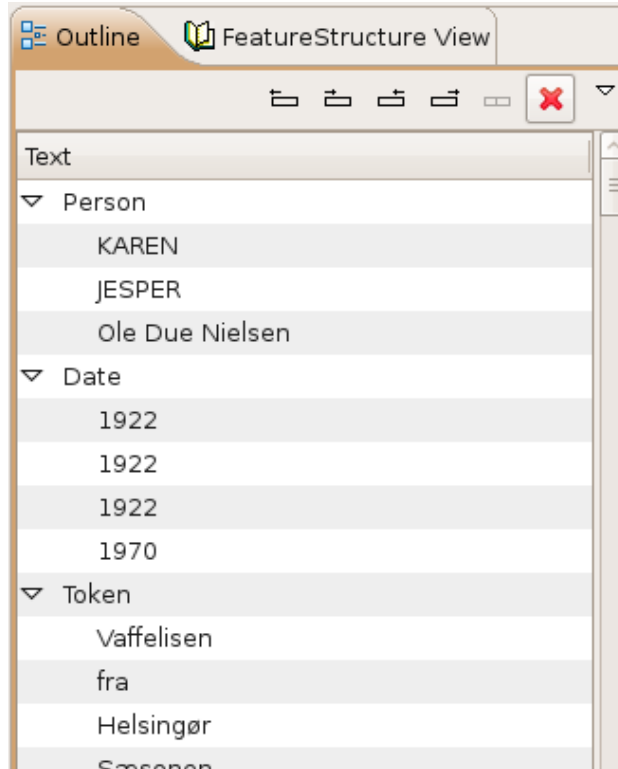 Outline
FeatureStructure View
Text
Person
KAREN
JESPER
Ole Due Nielsen
Date
1922
1922
1922
1970
Token
Vaffelisen
fra
Helsingør
Sæsonen